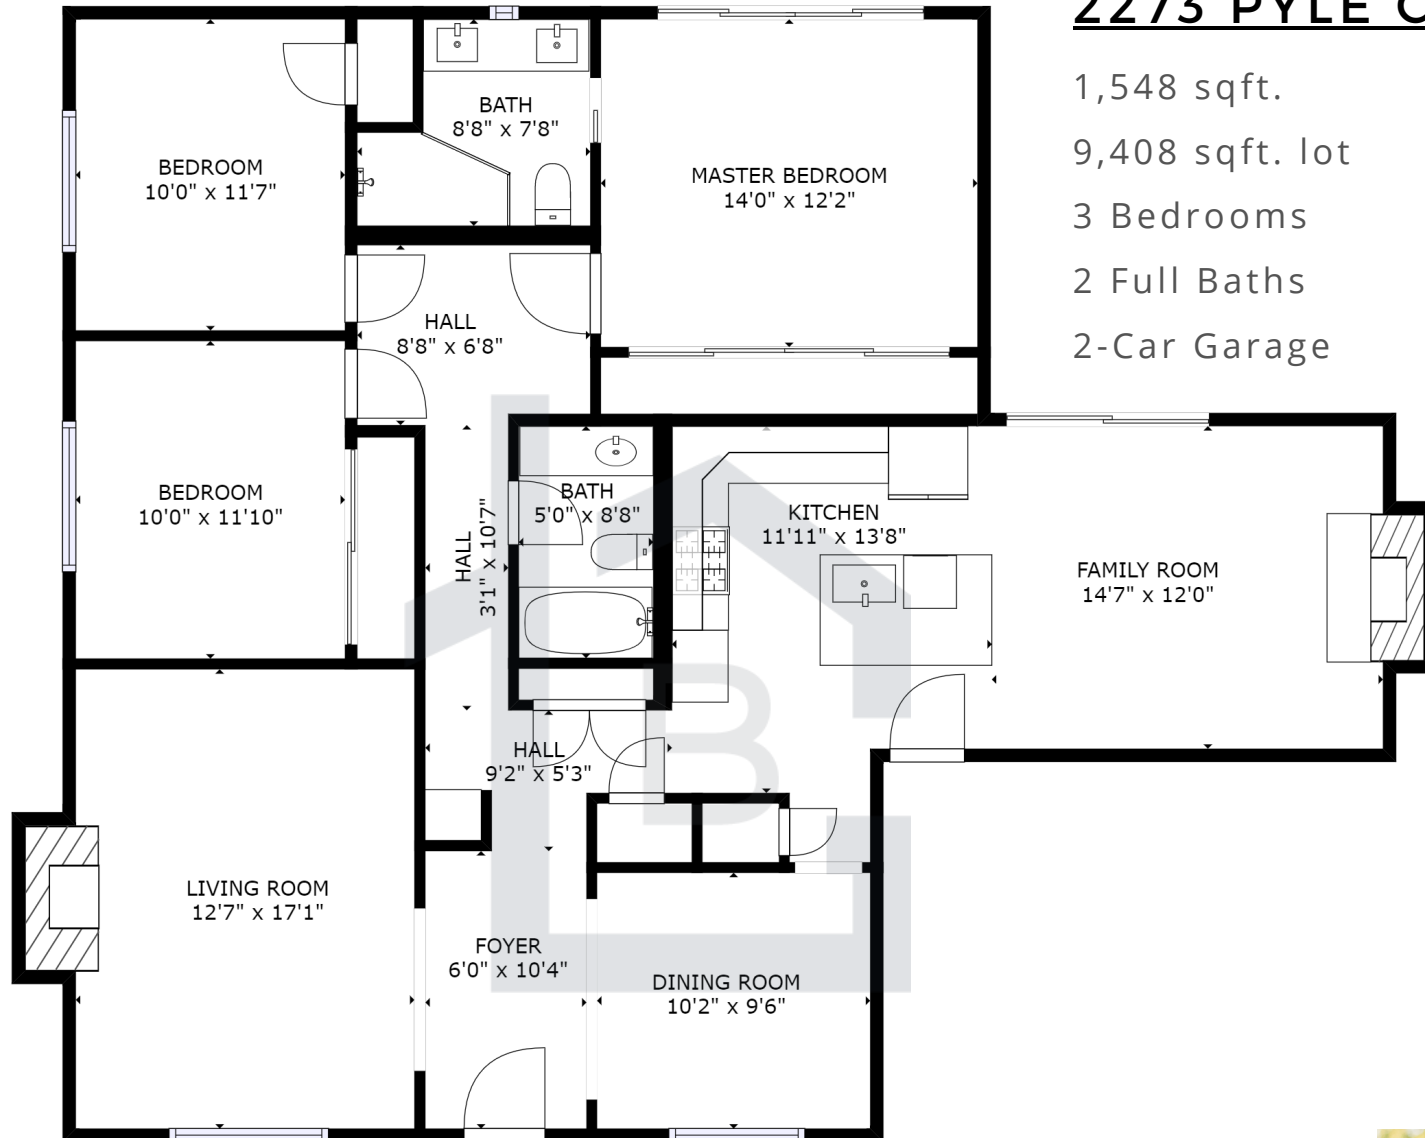 2273 PYLE
1,548 sqft.
9,408 sqft. lot
3 Bedrooms
2 Full Baths
2-Car Garage
BATH
8'8" x 7'8"
BEDROOM
10'0" x 11'7"
MASTER BEDROOM
14'0" x 12'2"
HALL
8'8" x 6'8"
BEDROOM
10'0" x 11'10"
HALL
3'1" x 10'7"
BATH
5'0" x 8'8"
KITCHEN
11'11" x 13'8"
FAMILY ROOM
14'7" x 12'0"
HALL
9'2" x 5'3"
LIVING ROOM
12'7" x 17'1"
FOYER
6'0" x 10'4"
DINING ROOM
10'2" x 9'6"
B